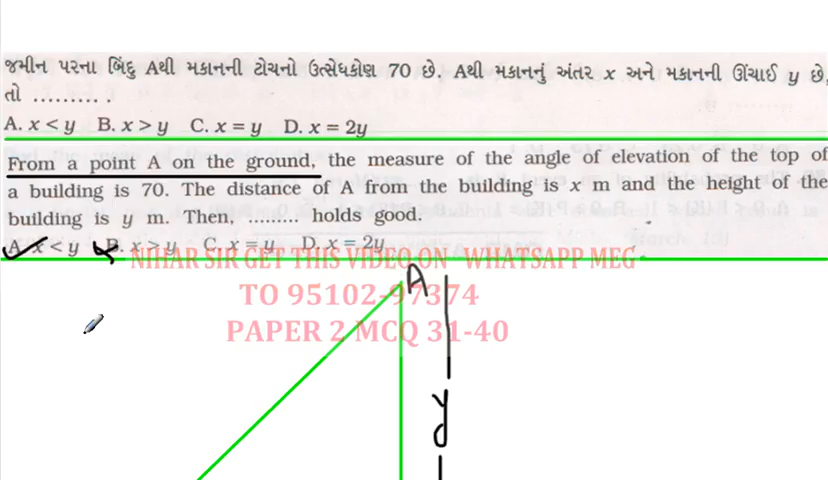 જમીન પરના બિંદુ Aથી મકાનની ટોચનો ઉત્સેધકોણ 70 છે. Aથી મકાનનું અંતર x અને મકાનની ઊંચાઈ y છે,
તો ......... .
A. x < y B. x > y C. x = y D. x = 2y
From a point A on the ground, the measure of the angle of elevation of the top of
a building is 70. The distance of A from the building is x m and the height of the
building is y m. Then, ......... holds good.
A. x < y B. x > y C. x = y D. x = 2y
NIHAR SIR GET THIS VIDEO ON WHATSAPP MEG
TO 95102-97374
PAPER 2 MCQ 31-40
A
y